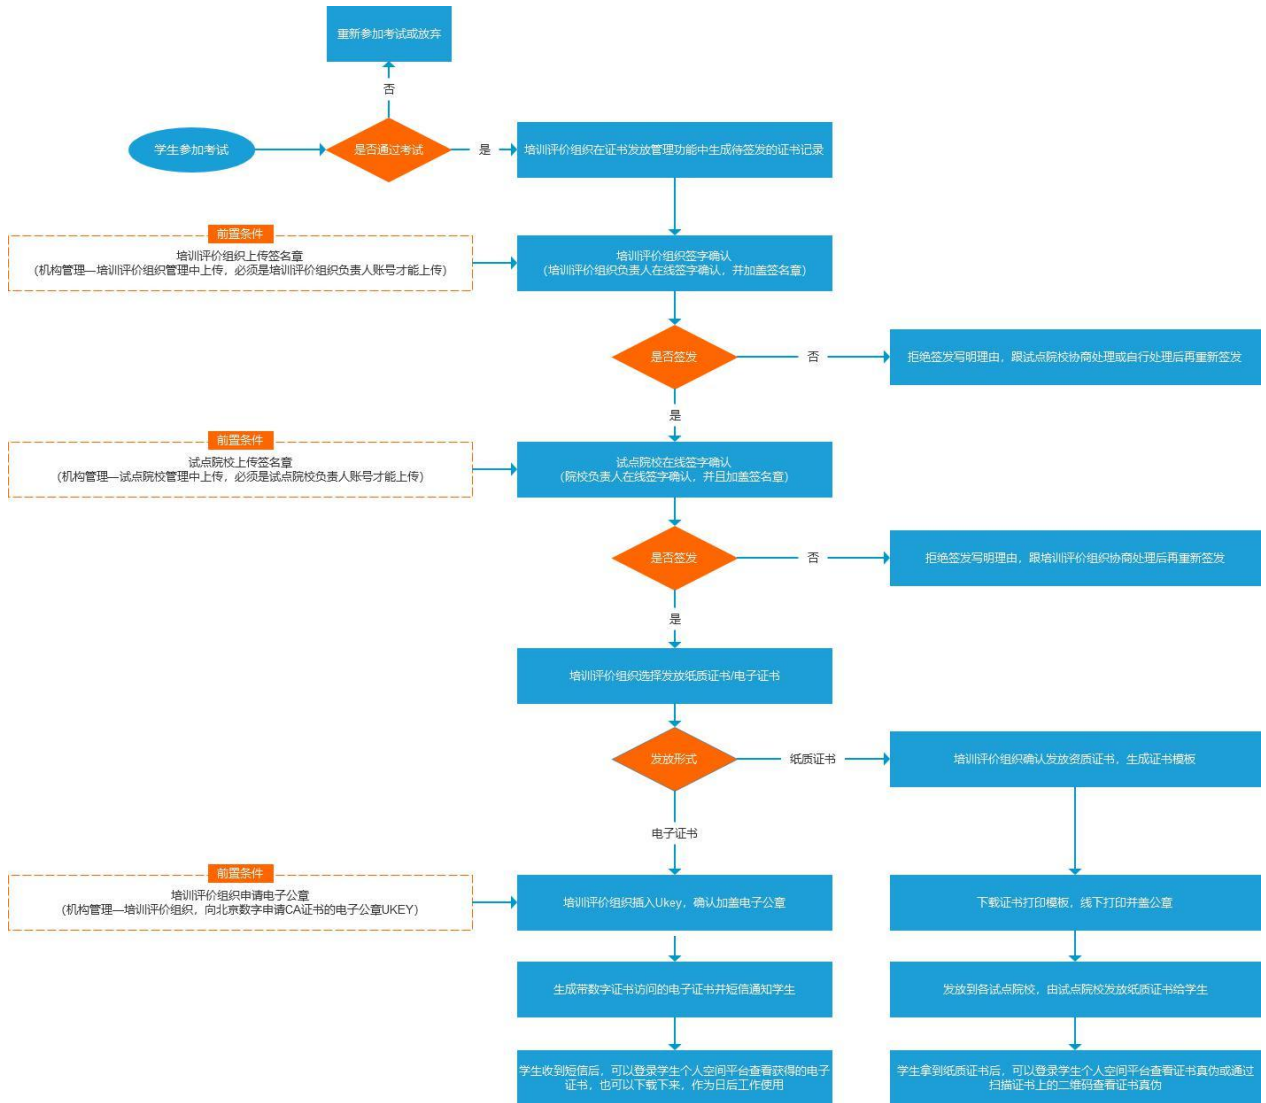 重新参加考试或放弃
否
学生参加考试
是否通过考试
是
培训评价组织在证书发放管理功能中生成待签发的证书记录
前置条件
培训评价组织上传签名章
（机构管理—培训评价组织管理中上传，必须是培训评价组织负责人账号才能上传）
培训评价组织签字确认
（培训评价组织负责人在线签字确认，并加盖签名章）
是否签发
否
拒绝签发写明理由，跟试点院校协商处理或自行处理后再重新签发
是
前置条件
试点院校上传签名章
（机构管理—试点院校管理中上传，必须是试点院校负责人账号才能上传）
试点院校在线签字确认
（院校负责人在线签字确认，并且加盖签名章）
是否签发
否
拒绝签发写明理由，跟培训评价组织协商处理后再重新签发
是
培训评价组织选择发放纸质证书/电子证书
发放形式
纸质证书
培训评价组织确认发放资质证书，生成证书模板
电子证书
前置条件
培训评价组织申请电子公章
（机构管理—培训评价组织，向北京数字申请CA证书的电子公章UKEY）
培训评价组织插入Ukey，确认加盖电子公章
下载证书打印模板，线下打印并盖公章
生成带数字证书访问的电子证书并短信通知学生
发放到各试点院校，由试点院校发放纸质证书给学生
学生收到短信后，可以登录学生个人空间平台查看获得的电子
证书，也可以下载下来，作为日后工作使用
学生拿到纸质证书后，可以登录学生个人空间平台查看证书真伪或通过
扫描证书上的二维码查看证书真伪